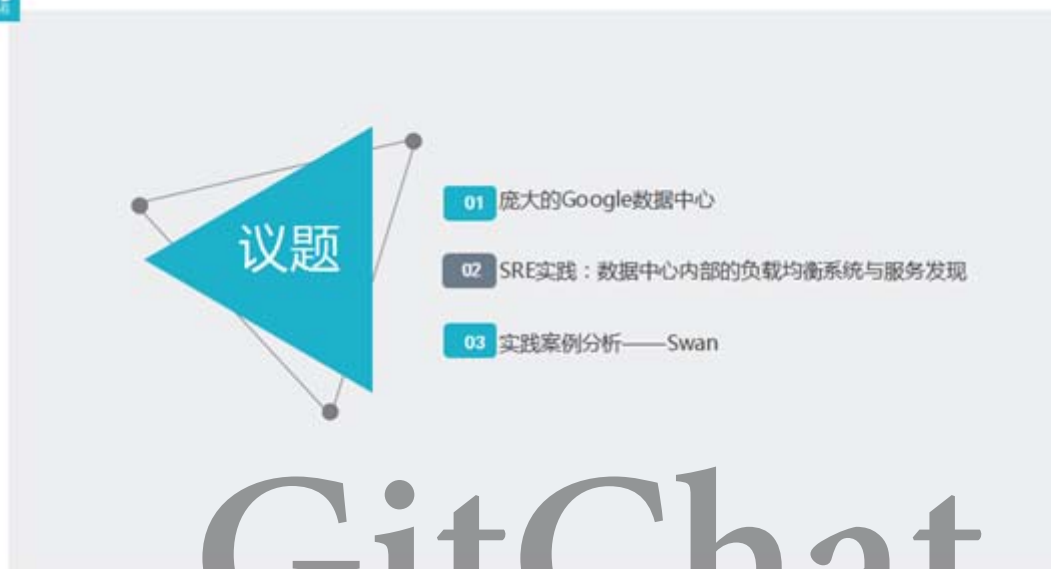 议题
01 庞大的Google数据中心
02 SRE实践：数据中心内部的负载均衡系统与服务发现
03 实践案例分析——Swan
GitChat